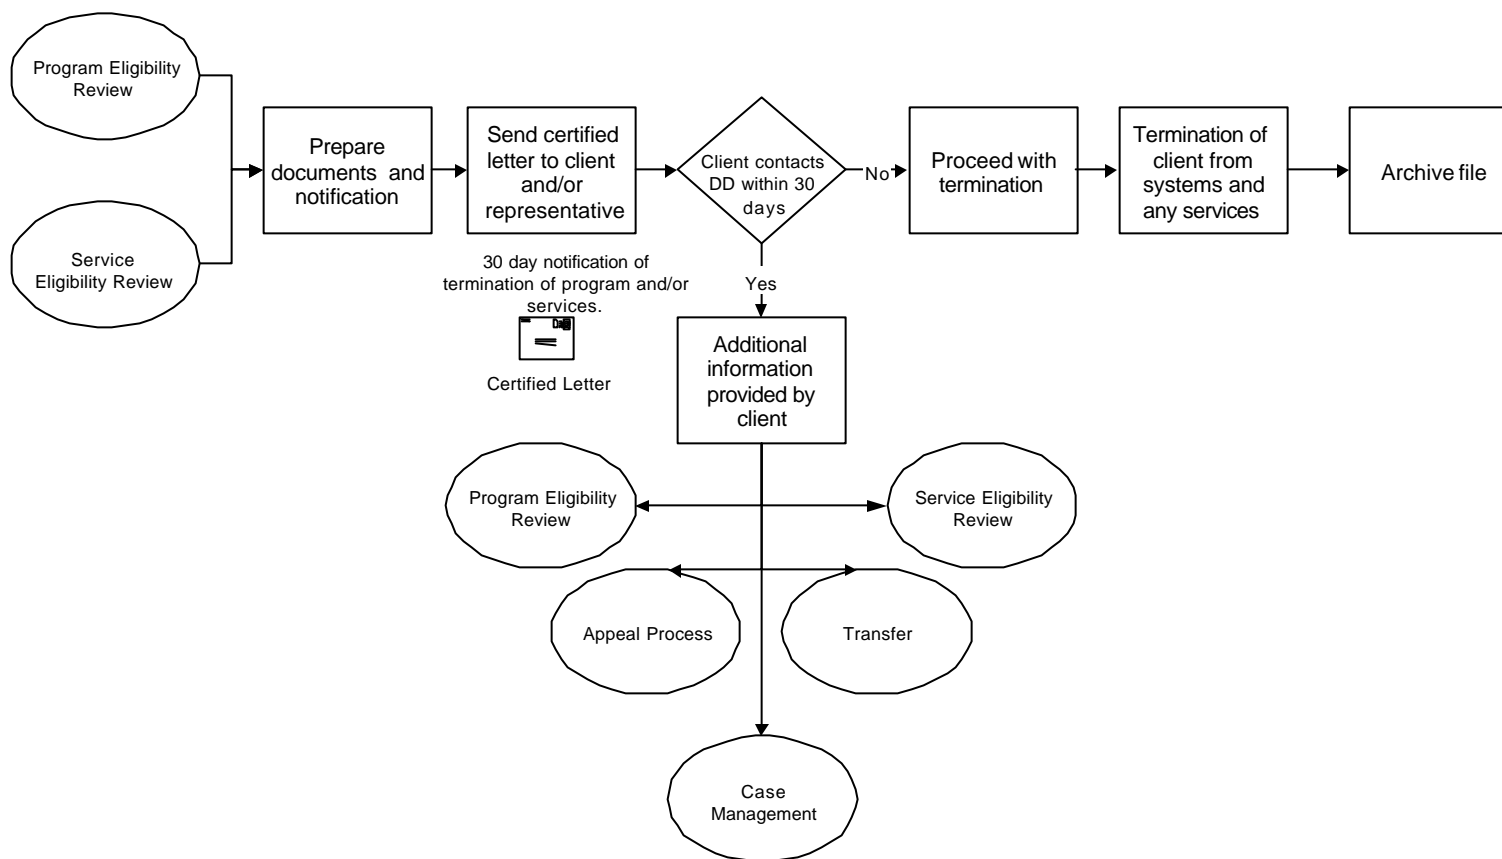 Program Eligibility
Review
Service
Eligibility Review
Prepare
documents and
notification
Send certified
letter to client
and/or
representative
30 day notification of
termination of program and/or
services.
Certified Letter
Client contacts
DD within 30
days
No
Proceed with
termination
Termination of
client from
systems and
any services
Archive file
Yes
Additional
information
provided by
client
Program Eligibility
Review
Service Eligibility
Review
Appeal Process
Transfer
Case
Management